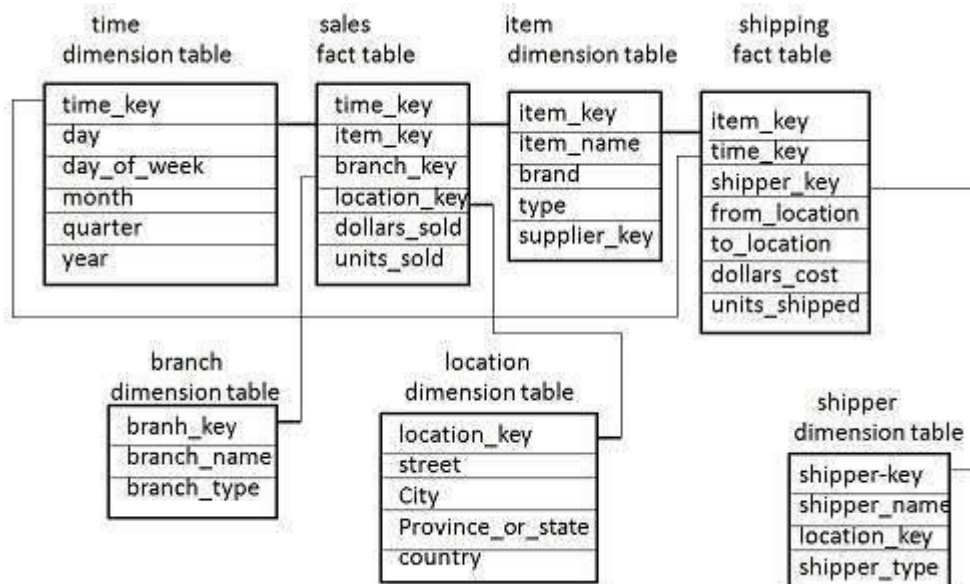 time
dimension table
time_key
day
day_of_week
month
quarter
year
sales
fact table
time_key
item_key
branch_key
location_key
dollars_sold
units_sold
item
dimension table
item_key
item_name
brand
type
supplier_key
shipping
fact table
item_key
time_key
shipper_key
from_location
to_location
dollars_cost
units_shipped
branch
dimension table
branh_key
branch_name
branch_type
location
dimension table
location_key
street
City
Province_or_state
country
shipper
dimension table
shipper-key
shipper_name
location_key
shipper_type